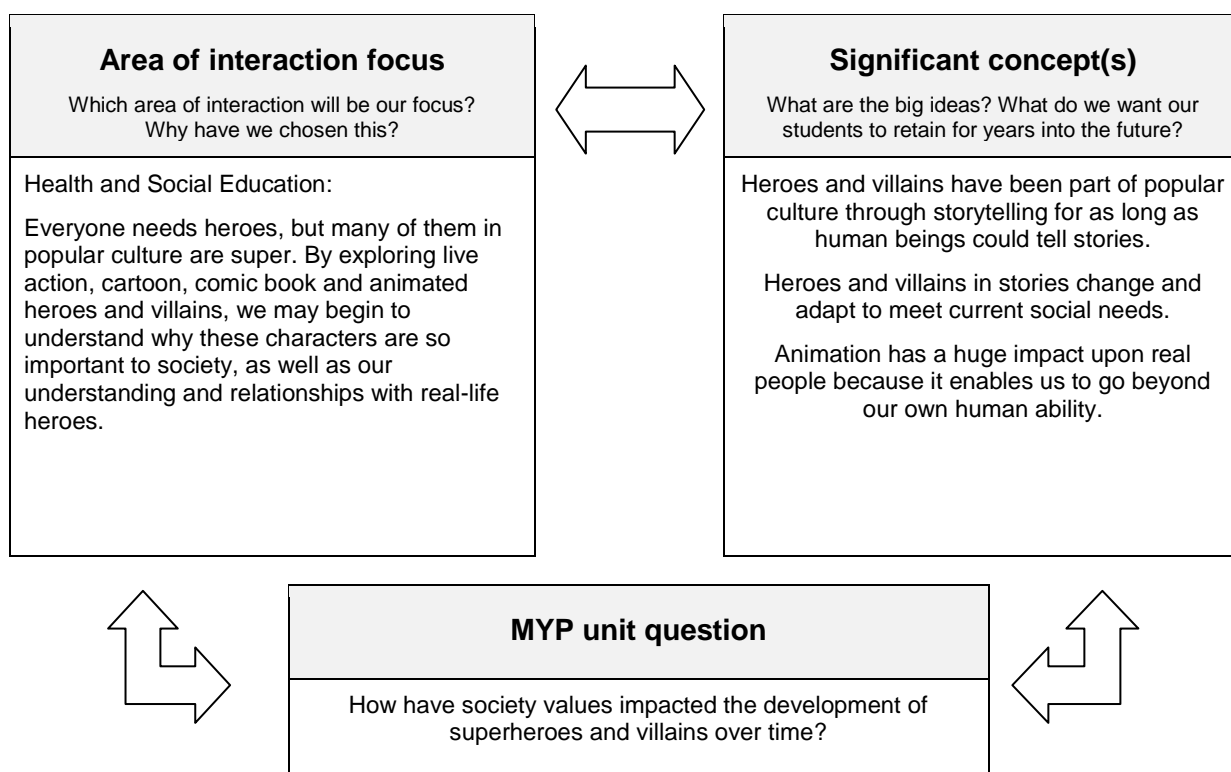 Area of interaction focus
Which area of interaction will be our focus?
Why have we chosen this?
Health and Social Education:
Everyone needs heroes, but many of them in
popular culture are super. By exploring live
action, cartoon, comic book and animated
heroes and villains, we may begin to
understand why these characters are so
important to society, as well as our
understanding and relationships with real-life
heroes.
Significant concept(s)
What are the big ideas? What do we want our
students to retain for years into the future?
Heroes and villains have been part of popular
culture through storytelling for as long as
human beings could tell stories.
Heroes and villains in stories change and
adapt to meet current social needs.
Animation has a huge impact upon real
people because it enables us to go beyond
our own human ability.
MYP unit question
How have society values impacted the development of
superheroes and villains over time?